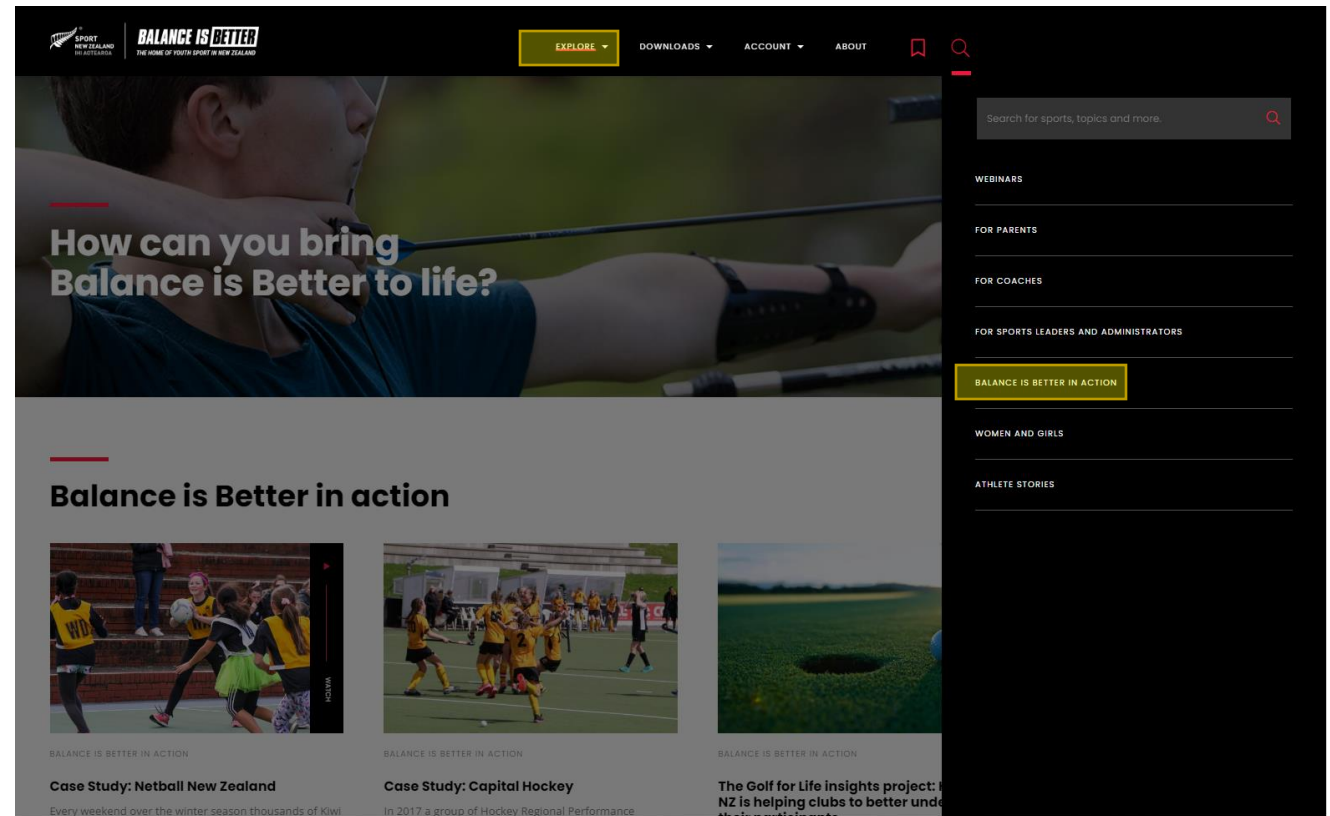 SPORT
NEW ZEALAND
IHI AOTEAROA
BALANCE IS BETTER
THE HOME OF YOUTH SPORT IN NEW ZEALAND
EXPLORE
DOWNLOADS
ACCOUNT
ABOUT
Search for sports, topics and more.
WEBINARS
FOR PARENTS
FOR COACHES
FOR SPORTS LEADERS AND ADMINISTRATORS
BALANCE IS BETTER IN ACTION
WOMEN AND GIRLS
ATHLETE STORIES
How can you bring
Balance is Better to life?
Balance is Better in action
WD
WATCH
2
BALANCE IS BETTER IN ACTION
Case Study: Netball New Zealand
Every weekend over the winter season thousands of Kiwi
BALANCE IS BETTER IN ACTION
Case Study: Capital Hockey
In 2017 a group of Hockey Regional Performance
BALANCE IS BETTER IN ACTION
The Golf for Life insights project:
NZ is helping clubs to better unde
their participants